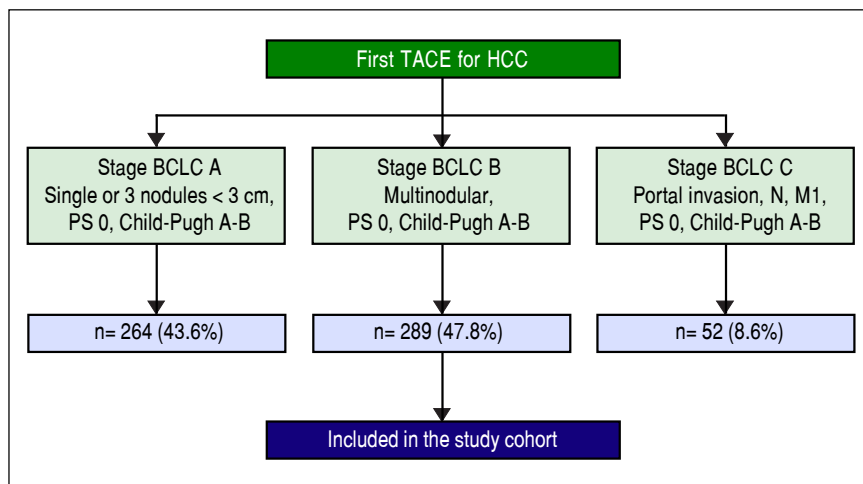 First TACE for HCC
Stage BCLC A
Single or 3 nodules < 3 cm,
PS 0, Child-Pugh A-B
Stage BCLC B
Multinodular,
PS 0, Child-Pugh A-B
Stage BCLC C
Portal invasion, N, M1,
PS 0, Child-Pugh A-B
n= 264 (43.6%)
n= 289 (47.8%)
n= 52 (8.6%)
Included in the study cohort